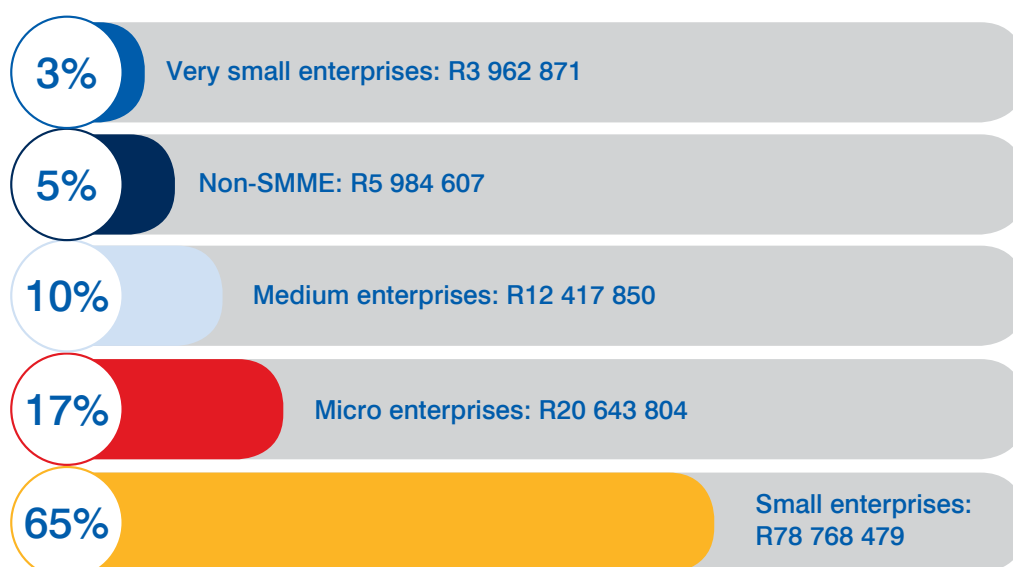 3%
Very small enterprises: R3 962 871
5%
Non-SMME: R5 984 607
10%
Medium enterprises: R12 417 850
17%
Micro enterprises: R20 643 804
65%
Small enterprises:
R78 768 479